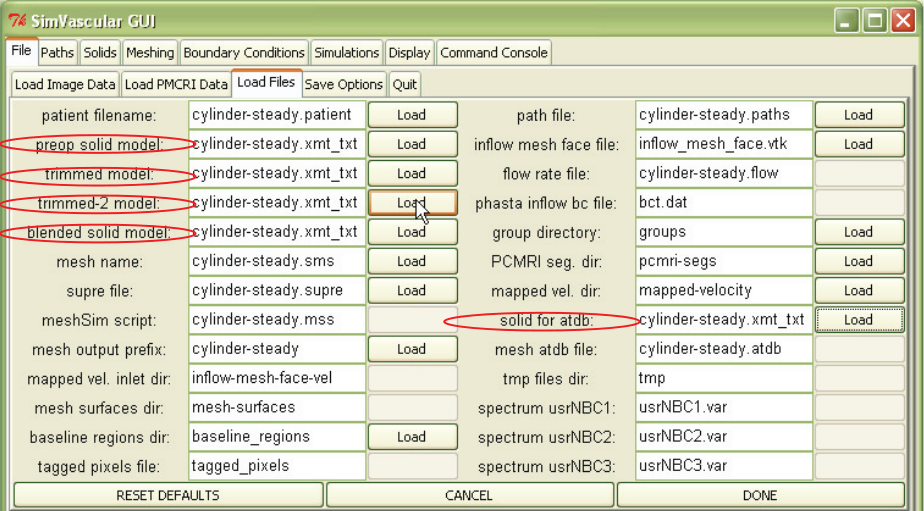 SimVascular GUI
File Paths Solids Meshing Boundary Conditions Simulations Display Command Console
Load Image Data Load PMCRI Data Load Files Save Options Quit
patient filename: cylinder-steady.patient Load path file: cylinder-steady.paths Load
preop solid model: cylinder-steady.xmt_txt Load inflow mesh face file: inflow_mesh_face.vtk Load
trimmed model: cylinder-steady.xmt_txt Load flow rate file: cylinder-steady.flow
trimmed-2 model: cylinder-steady.xmt_txt Load phasta inflow bc file: bct.dat
blended solid model: cylinder-steady.xmt_txt Load group directory: groups Load
mesh name: cylinder-steady.sms Load PCMRI seg. dir: pcmri-segs Load
supre file: cylinder-steady.supre Load mapped vel. dir: mapped-velocity Load
meshSim script: cylinder-steady.mss solid for atdb: cylinder-steady.xmt_txt Load
mesh output prefix: cylinder-steady Load mesh atdb file: cylinder-steady.atdb
mapped vel. inlet dir: inflow-mesh-face-vel tmp files dir: tmp
mesh surfaces dir: mesh-surfaces spectrum usrNBC1: usrNBC1.var
baseline regions dir: baseline_regions Load spectrum usrNBC2: usrNBC2.var
tagged pixels file: tagged_pixels spectrum usrNBC3: usrNBC3.var
RESET DEFAULTS CANCEL DONE